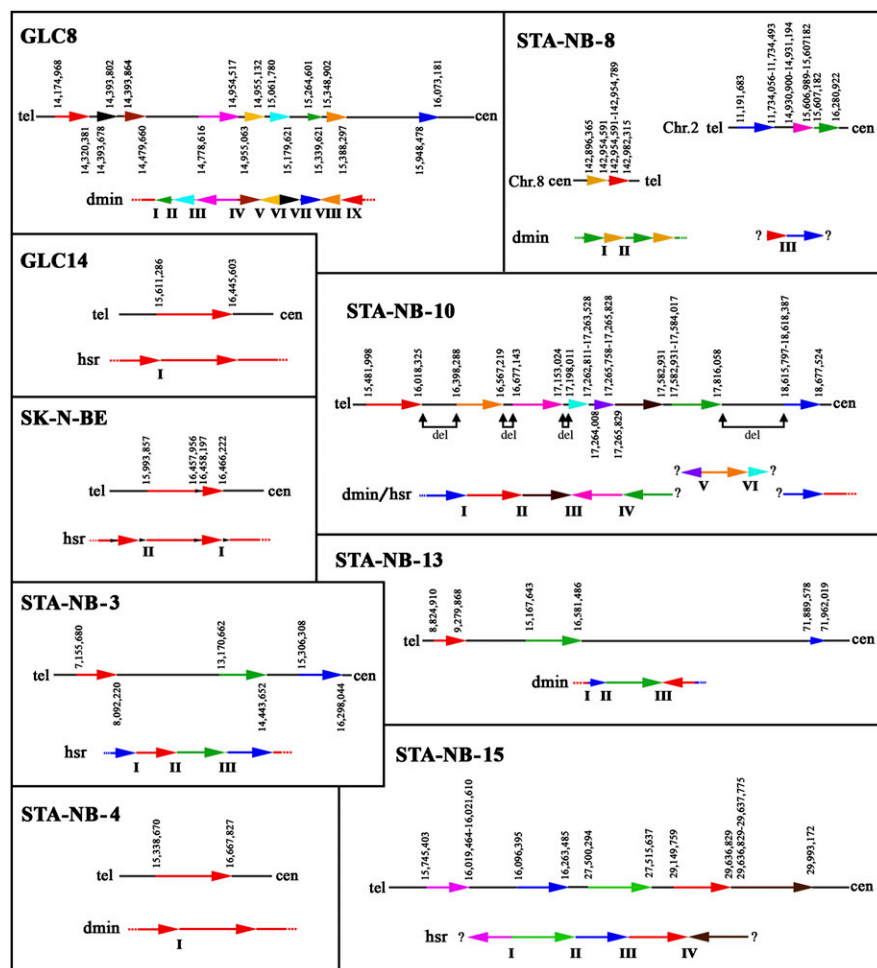 GLC8
14,174,968
14,393,802
14,393,864
14,954,517
14,955,132
15,061,780
15,264,601
15,348,902
16,073,181
tel
cen
14,320,381
14,393,678
14,479,660
14,778,616
14,955,063
15,179,621
15,339,621
15,388,297
15,948,478
dmin
I II III IV V VI VII VIII IX
STA-NB-8
11,191,683
11,734,056-11,734,493
14,930,900-14,931,194
15,606,989-15,607182
15,607,182
16,280,922
Chr.2 tel
cen
142,896,365
142,954,591
142,954,591-142,954,789
142,982,315
Chr.8 cen
tel
dmin
I II
? III ?
GLC14
15,611,286
16,445,603
tel
cen
hsr
I
STA-NB-10
15,481,998
16,018,325
16,398,288
16,567,219
16,677,143
17,153,024
17,198,011
17,262,811-17,263,528
17,265,758-17,265,828
17,582,931
17,582,931-17,584,017
17,816,058
18,615,797-18,618,387
18,677,524
tel
cen
del
del
del
del
17,264,008
17,265,829
? V VI ?
dmin/hsr
? ?
I II III IV
SK-N-BE
15,993,857
16,457,956
16,458,197
16,466,222
tel
cen
hsr
II I
STA-NB-13
8,824,910
9,279,868
15,167,643
16,581,486
71,889,578
71,962,019
tel
cen
dmin
I II III
STA-NB-3
7,155,680
13,170,662
15,306,308
tel
cen
8,092,220
14,443,652
16,298,044
hsr
I II III
STA-NB-15
15,745,403
16,019,464-16,021,610
16,096,395
16,263,485
27,500,294
27,515,637
29,149,759
29,636,829
29,636,829-29,637,775
29,993,172
tel
cen
hsr ? ?
I II III IV
STA-NB-4
15,338,670
16,667,827
tel
cen
dmin
I